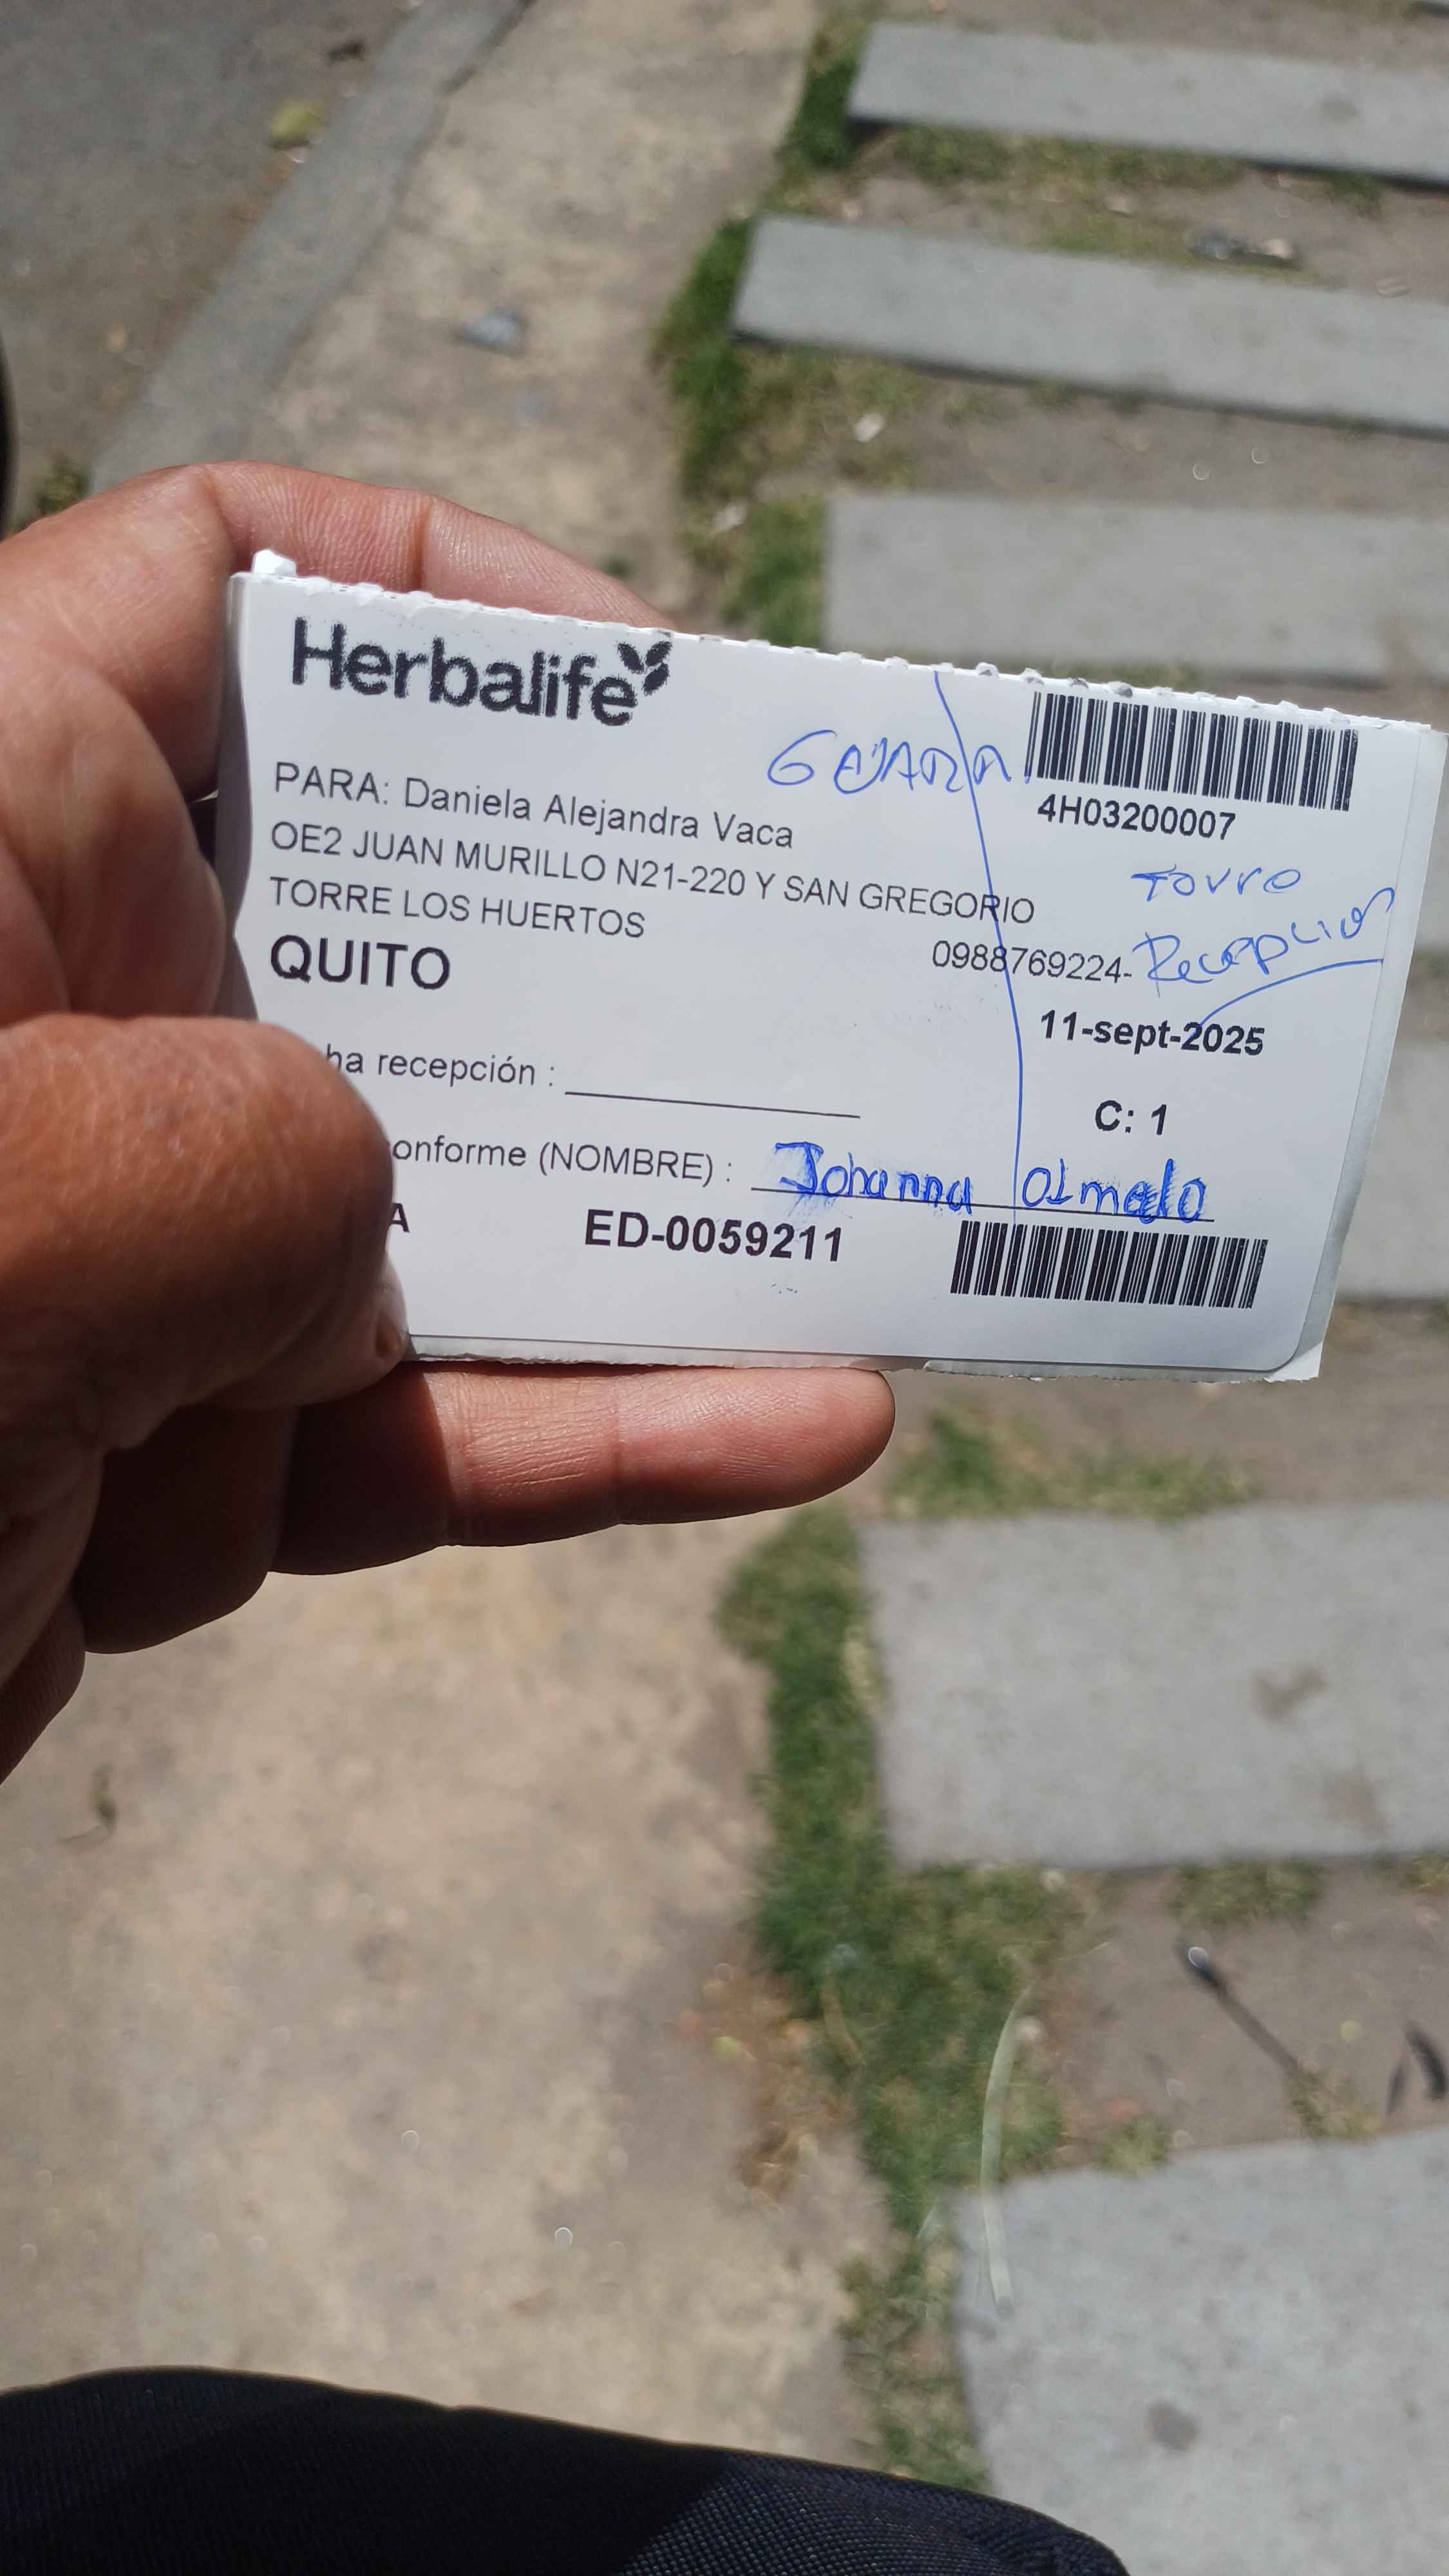 Herbalife
4H03200007
PARA: Daniela Alejandra Vaca
OE2 JUAN MURILLO N21-220 Y SAN GREGORIO
TORRE LOS HUERTOS
Torre
0988769224- Recepcion
QUITO
11-sept-2025
ha recepción :
C: 1
onforme (NOMBRE) : Johanna Olmedo
A ED-0059211